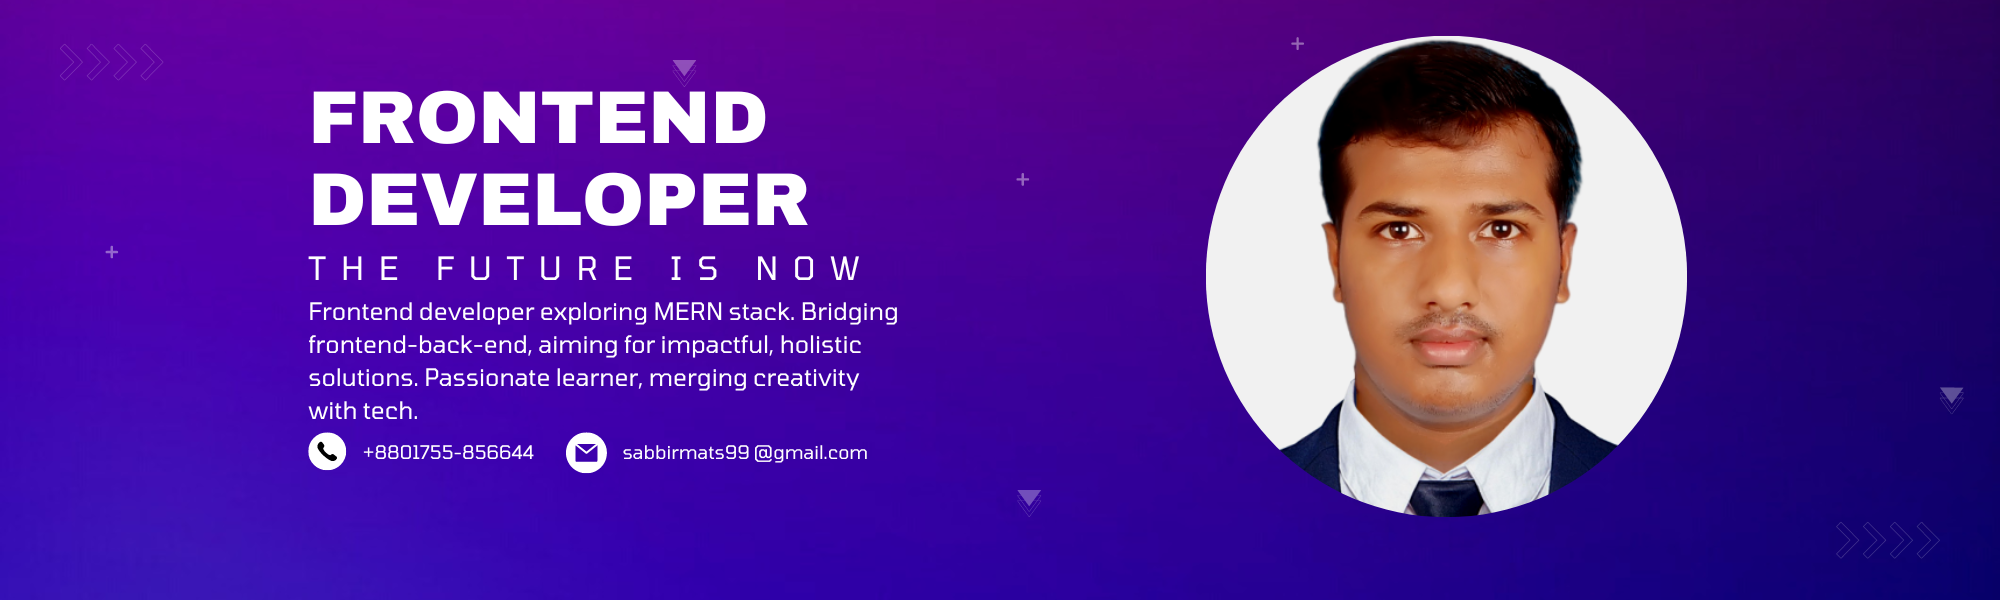 FRONTEND
DEVELOPER
THE FUTURE IS NOW
Frontend developer exploring MERN stack. Bridging
frontend-back-end, aiming for impactful, holistic
solutions. Passionate learner, merging creativity
with tech.
+8801755-856644 sabbirmats99@gmail.com